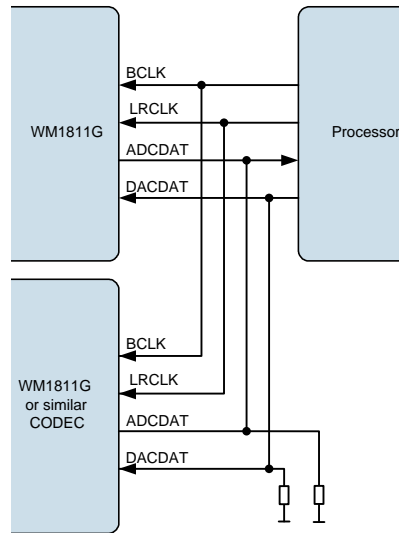 BCLK
LRCLK
WM1811G
Processor
ADCDAT
DACDAT
BCLK
LRCLK
WM1811G
or similar
CODEC
ADCDAT
DACDAT